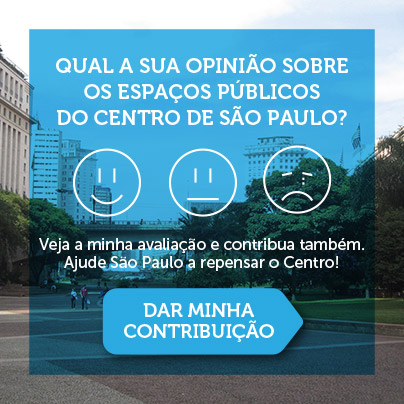 QUAL A SUA OPINIÃO SOBRE
OS ESPAÇOS PÚBLICOS
DO CENTRO DE SÃO PAULO?
Veja a minha avaliação e contribua também.
Ajude São Paulo a repensar o Centro!
DAR MINHA
CONTRIBUIÇÃO